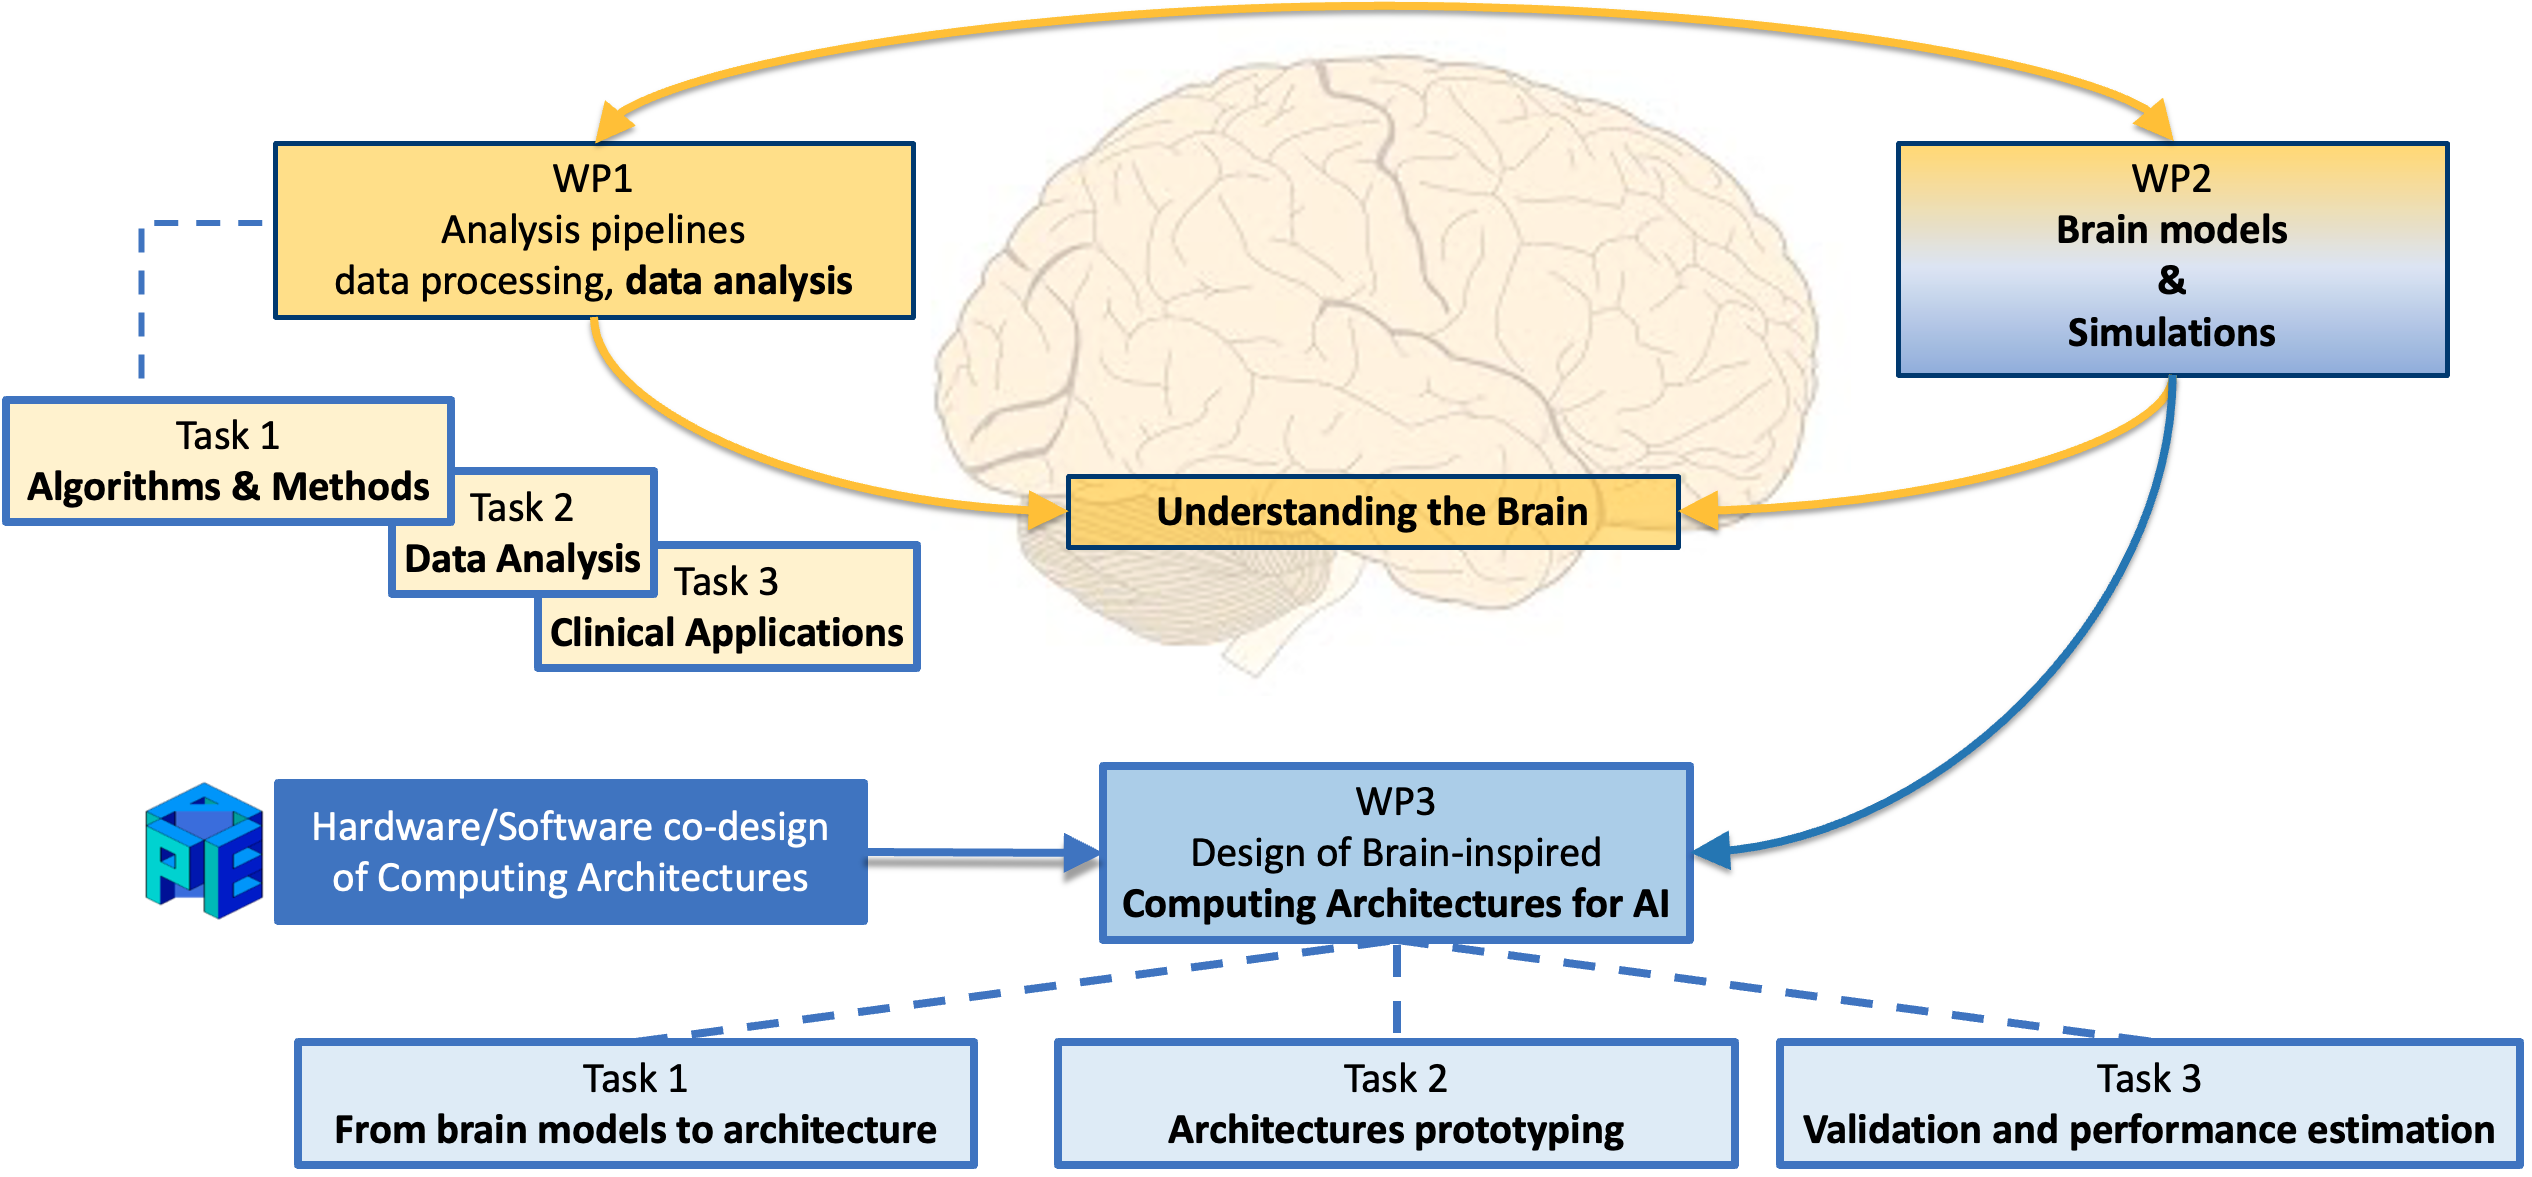 WP1
Analysis pipelines
data processing, data analysis
WP2
Brain models
&
Simulations
Task 1
Algorithms & Methods
Task 2
Data Analysis
Task 3
Clinical Applications
Understanding the Brain
APE
Hardware/Software co-design
of Computing Architectures
WP3
Design of Brain-inspired
Computing Architectures for AI
Task 1
From brain models to architecture
Task 2
Architectures prototyping
Task 3
Validation and performance estimation